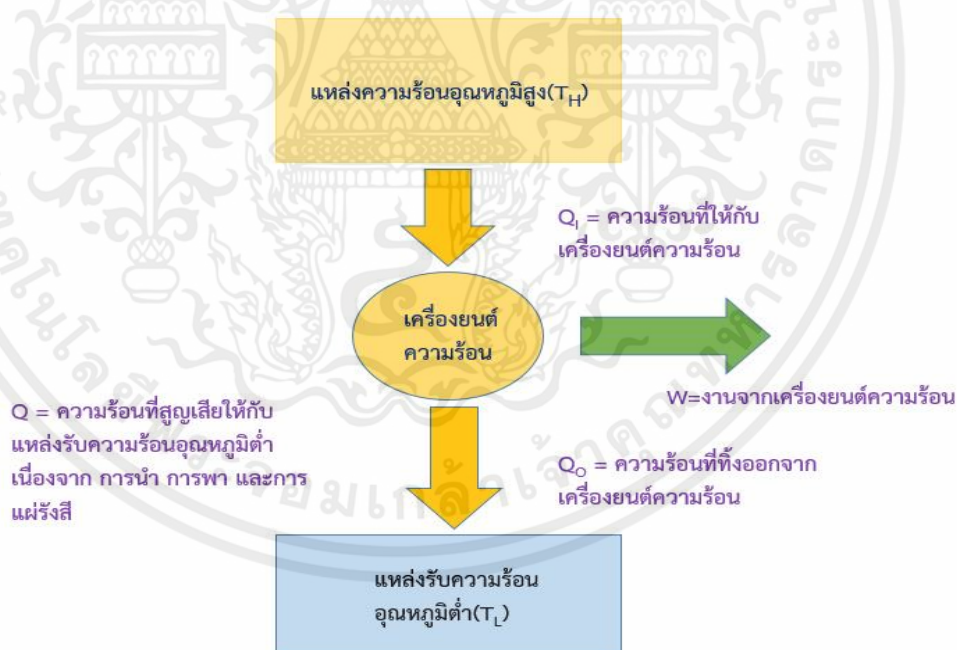 แหล่งความร้อนอุณหภูมิสูง(T_H)
Q_I = ความร้อนที่ให้กับ
เครื่องยนต์ความร้อน
เครื่องยนต์
ความร้อน
W=งานจากเครื่องยนต์ความร้อน
Q = ความร้อนที่สูญเสียให้กับ
แหล่งรับความร้อนอุณหภูมิต่ำ
เนื่องจาก การนำ การพา และการ
แผ่รังสี
Q_O = ความร้อนที่ทิ้งออกจาก
เครื่องยนต์ความร้อน
แหล่งรับความร้อน
อุณหภูมิต่ำ(T_L)